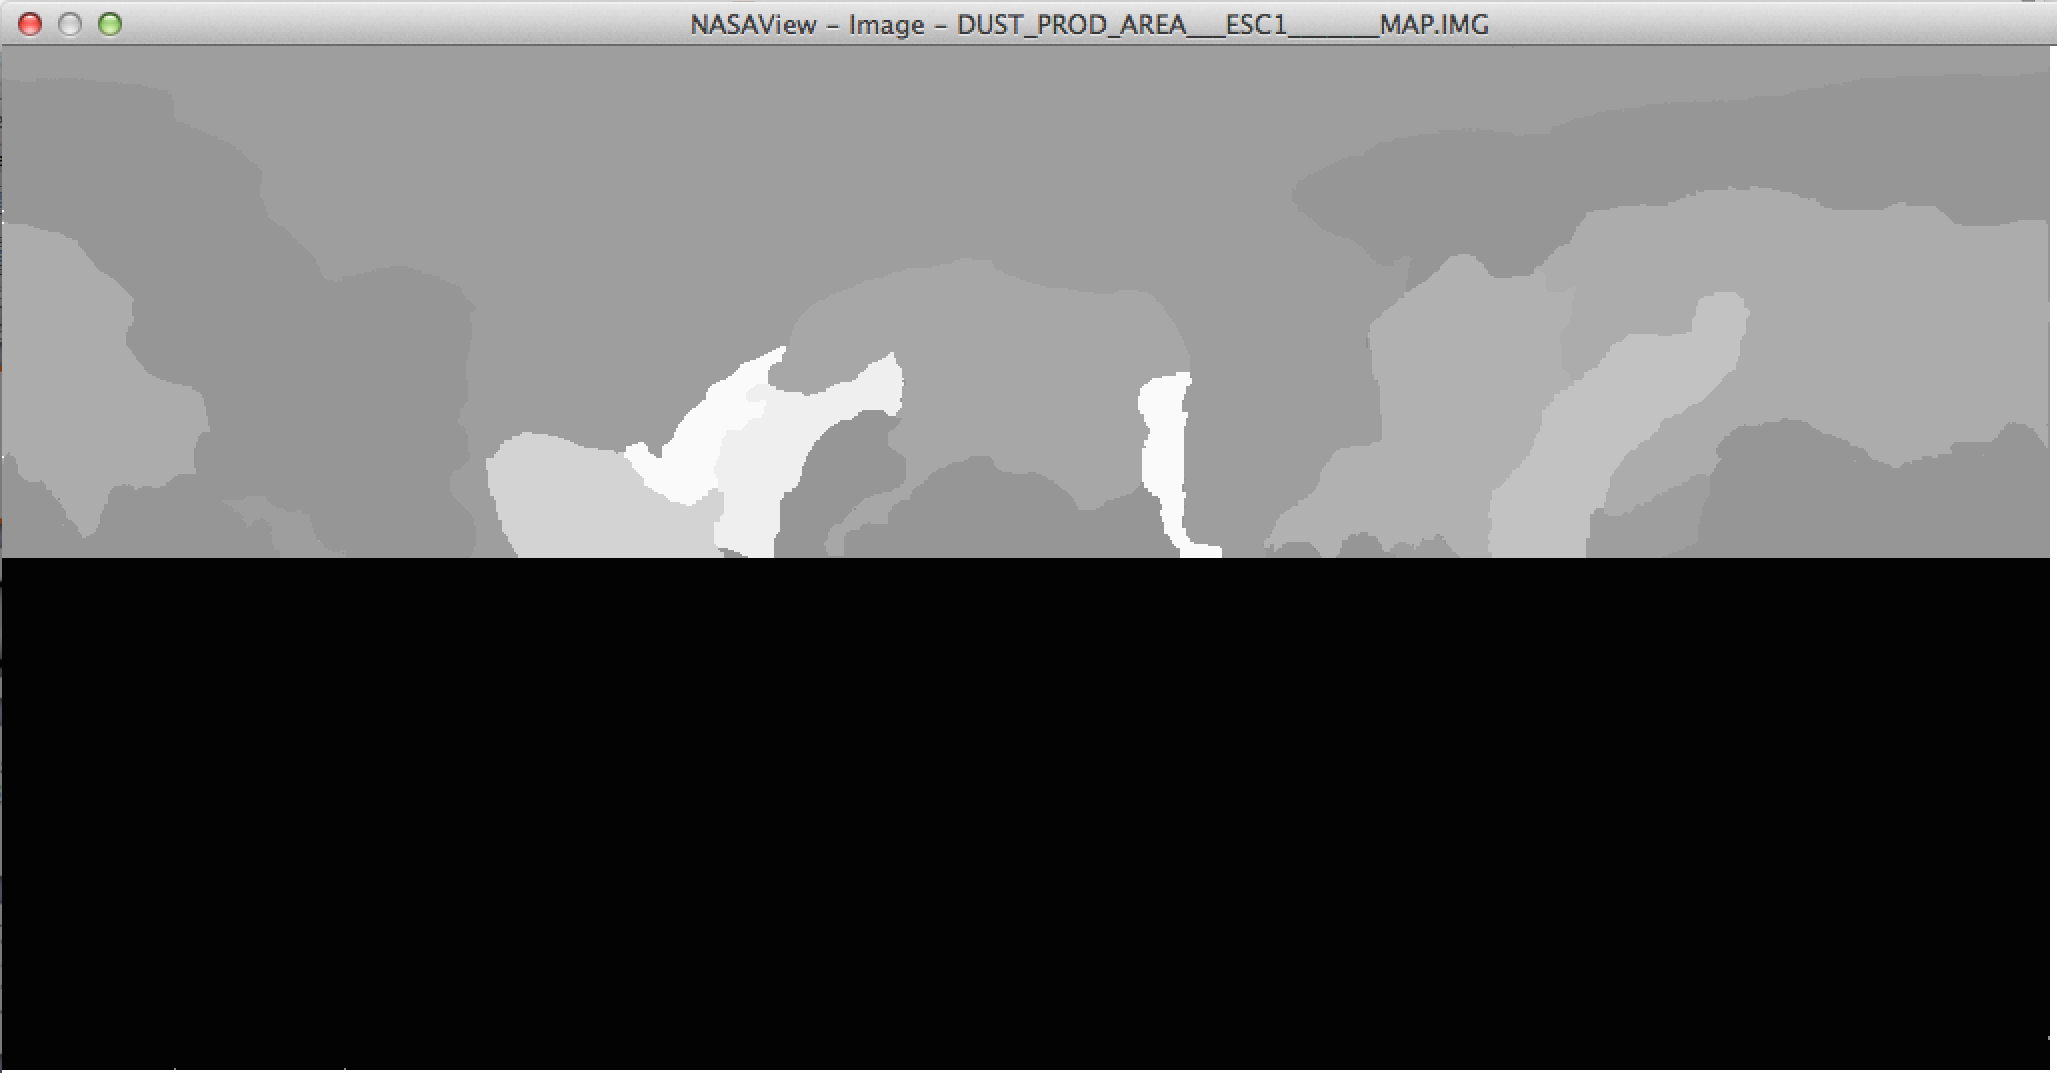 NASAView – Image – DUST_PROD_AREA___ESC1_______MAP.IMG